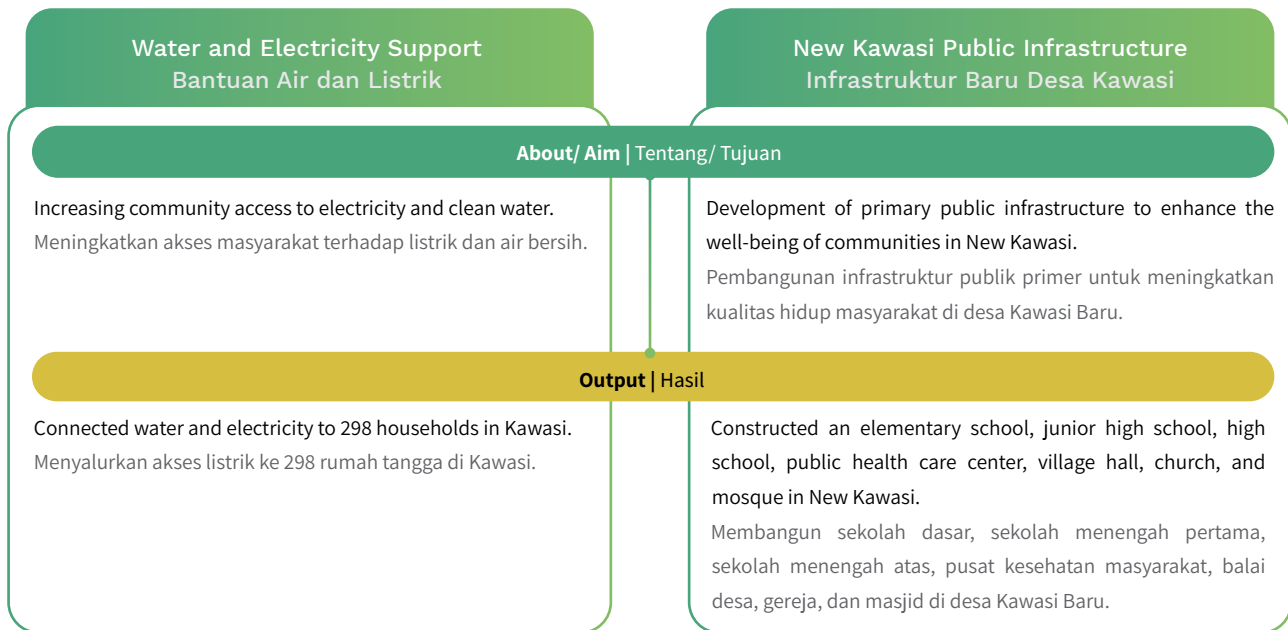 Water and Electricity Support
Bantuan Air dan Listrik
New Kawasi Public Infrastructure
Infrastruktur Baru Desa Kawasi
About/ Aim | Tentang/ Tujuan
Increasing community access to electricity and clean water.
Meningkatkan akses masyarakat terhadap listrik dan air bersih.
Development of primary public infrastructure to enhance the
well-being of communities in New Kawasi.
Pembangunan infrastruktur publik primer untuk meningkatkan
kualitas hidup masyarakat di desa Kawasi Baru.
Output | Hasil
Connected water and electricity to 298 households in Kawasi.
Menyalurkan akses listrik ke 298 rumah tangga di Kawasi.
Constructed an elementary school, junior high school, high
school, public health care center, village hall, church, and
mosque in New Kawasi.
Membangun sekolah dasar, sekolah menengah pertama,
sekolah menengah atas, pusat kesehatan masyarakat, balai
desa, gereja, dan masjid di desa Kawasi Baru.